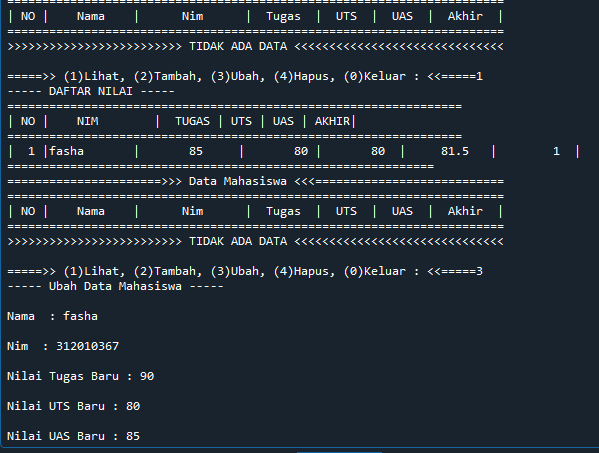 =======================================================================
| NO |    Nama    |      Nim      |  Tugas  |  UTS  |  UAS  |  Akhir  |
=======================================================================
>>>>>>>>>>>>>>>>>>>>>>>>> TIDAK ADA DATA <<<<<<<<<<<<<<<<<<<<<<<<<<<<<<
=====>> (1)Lihat, (2)Tambah, (3)Ubah, (4)Hapus, (0)Keluar : <<=====1
----- DAFTAR NILAI -----
=================================================================
| NO |    NIM        |  TUGAS | UTS | UAS | AKHIR|
=================================================================
|  1 |fasha       |       85     |       80 |       80   |    81.5   |        1  |
=============================================================
======================>>> Data Mahasiswa <<<===========================
=======================================================================
| NO |    Nama    |      Nim      |  Tugas  |  UTS  |  UAS  |  Akhir  |
=======================================================================
>>>>>>>>>>>>>>>>>>>>>>>>> TIDAK ADA DATA <<<<<<<<<<<<<<<<<<<<<<<<<<<<<<
=====>> (1)Lihat, (2)Tambah, (3)Ubah, (4)Hapus, (0)Keluar : <<=====3
----- Ubah Data Mahasiswa -----
Nama  : fasha
Nim  : 312010367
Nilai Tugas Baru : 90
Nilai UTS Baru : 80
Nilai UAS Baru : 85